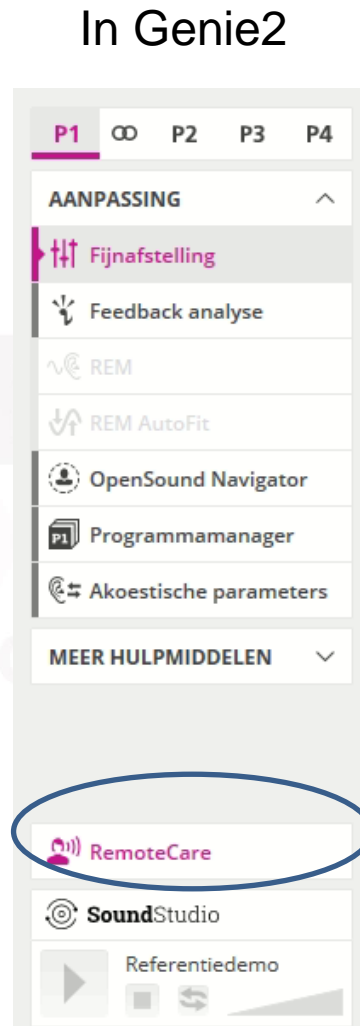 In Genie2
P1 P2 P3 P4
AANPASSING
Fijnafstelling
Feedback analyse
REM
REM AutoFit
OpenSound Navigator
P1 Programmamanager
Akoestische parameters
MEER HULPMIDDELEN
RemoteCare
SoundStudio
Referentiedemo